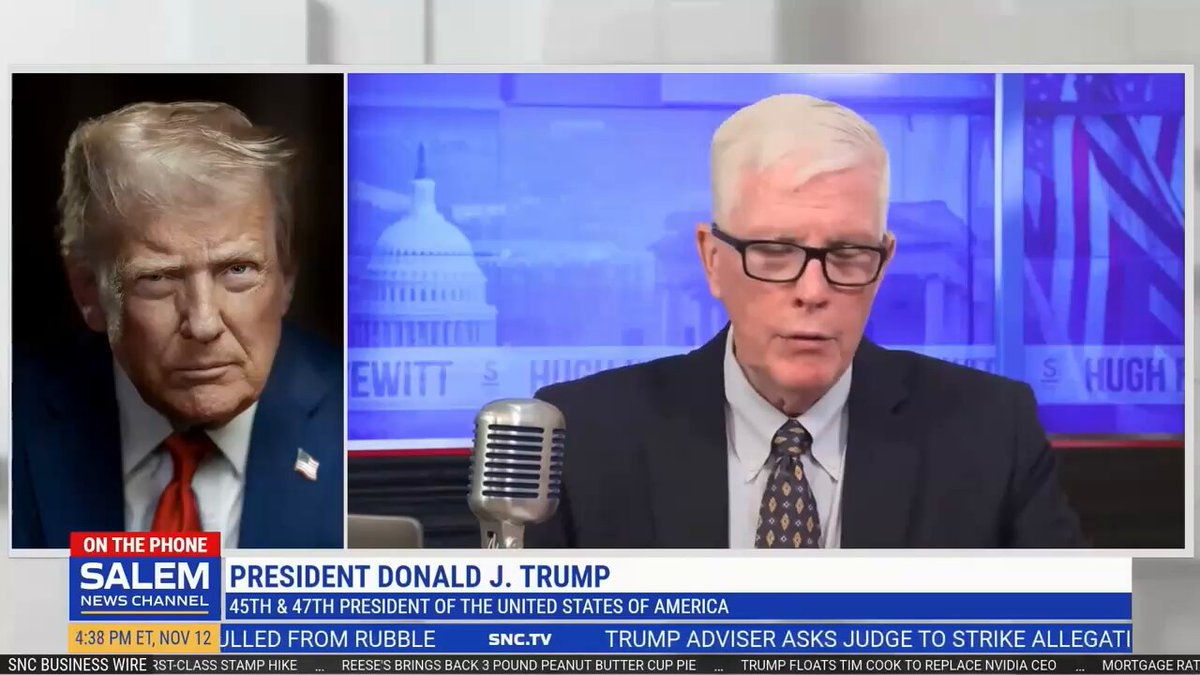 EWITT
S
HUGH
S
HUGH
ON THE PHONE
SALEM
NEWS CHANNEL
PRESIDENT DONALD J. TRUMP
45TH & 47TH PRESIDENT OF THE UNITED STATES OF AMERICA
4:38 PM ET, NOV 12
ULLED FROM RUBBLE SNC.TV TRUMP ADVISER ASKS JUDGE TO STRIKE ALLEGATI
SNC BUSINESS WIRE RST-CLASS STAMP HIKE ... REESE'S BRINGS BACK 3 POUND PEANUT BUTTER CUP PIE ... TRUMP FLOATS TIM COOK TO REPLACE NVIDIA CEO ... MORTGAGE RAT